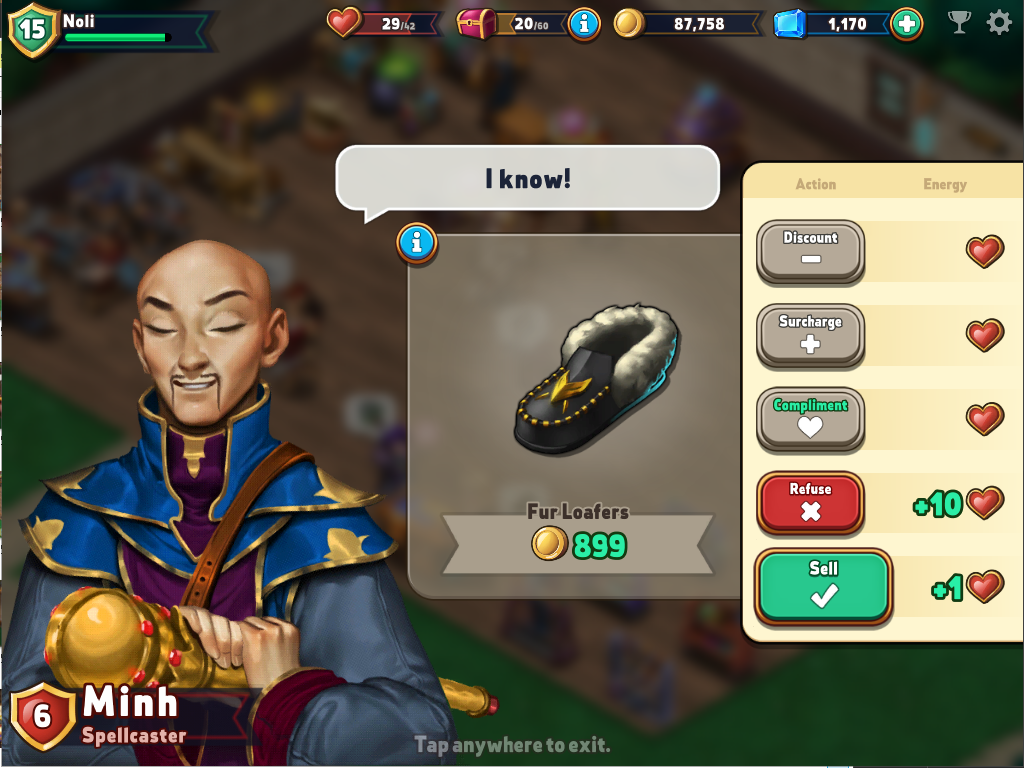 15 Noli 29/42 20/60 87,758 1,170
I know!
Action Energy
Discount
Surcharge
Compliment
Refuse
+10
Sell
+1
Fur Loafers
899
6 Minh
Spellcaster
Tap anywhere to exit.